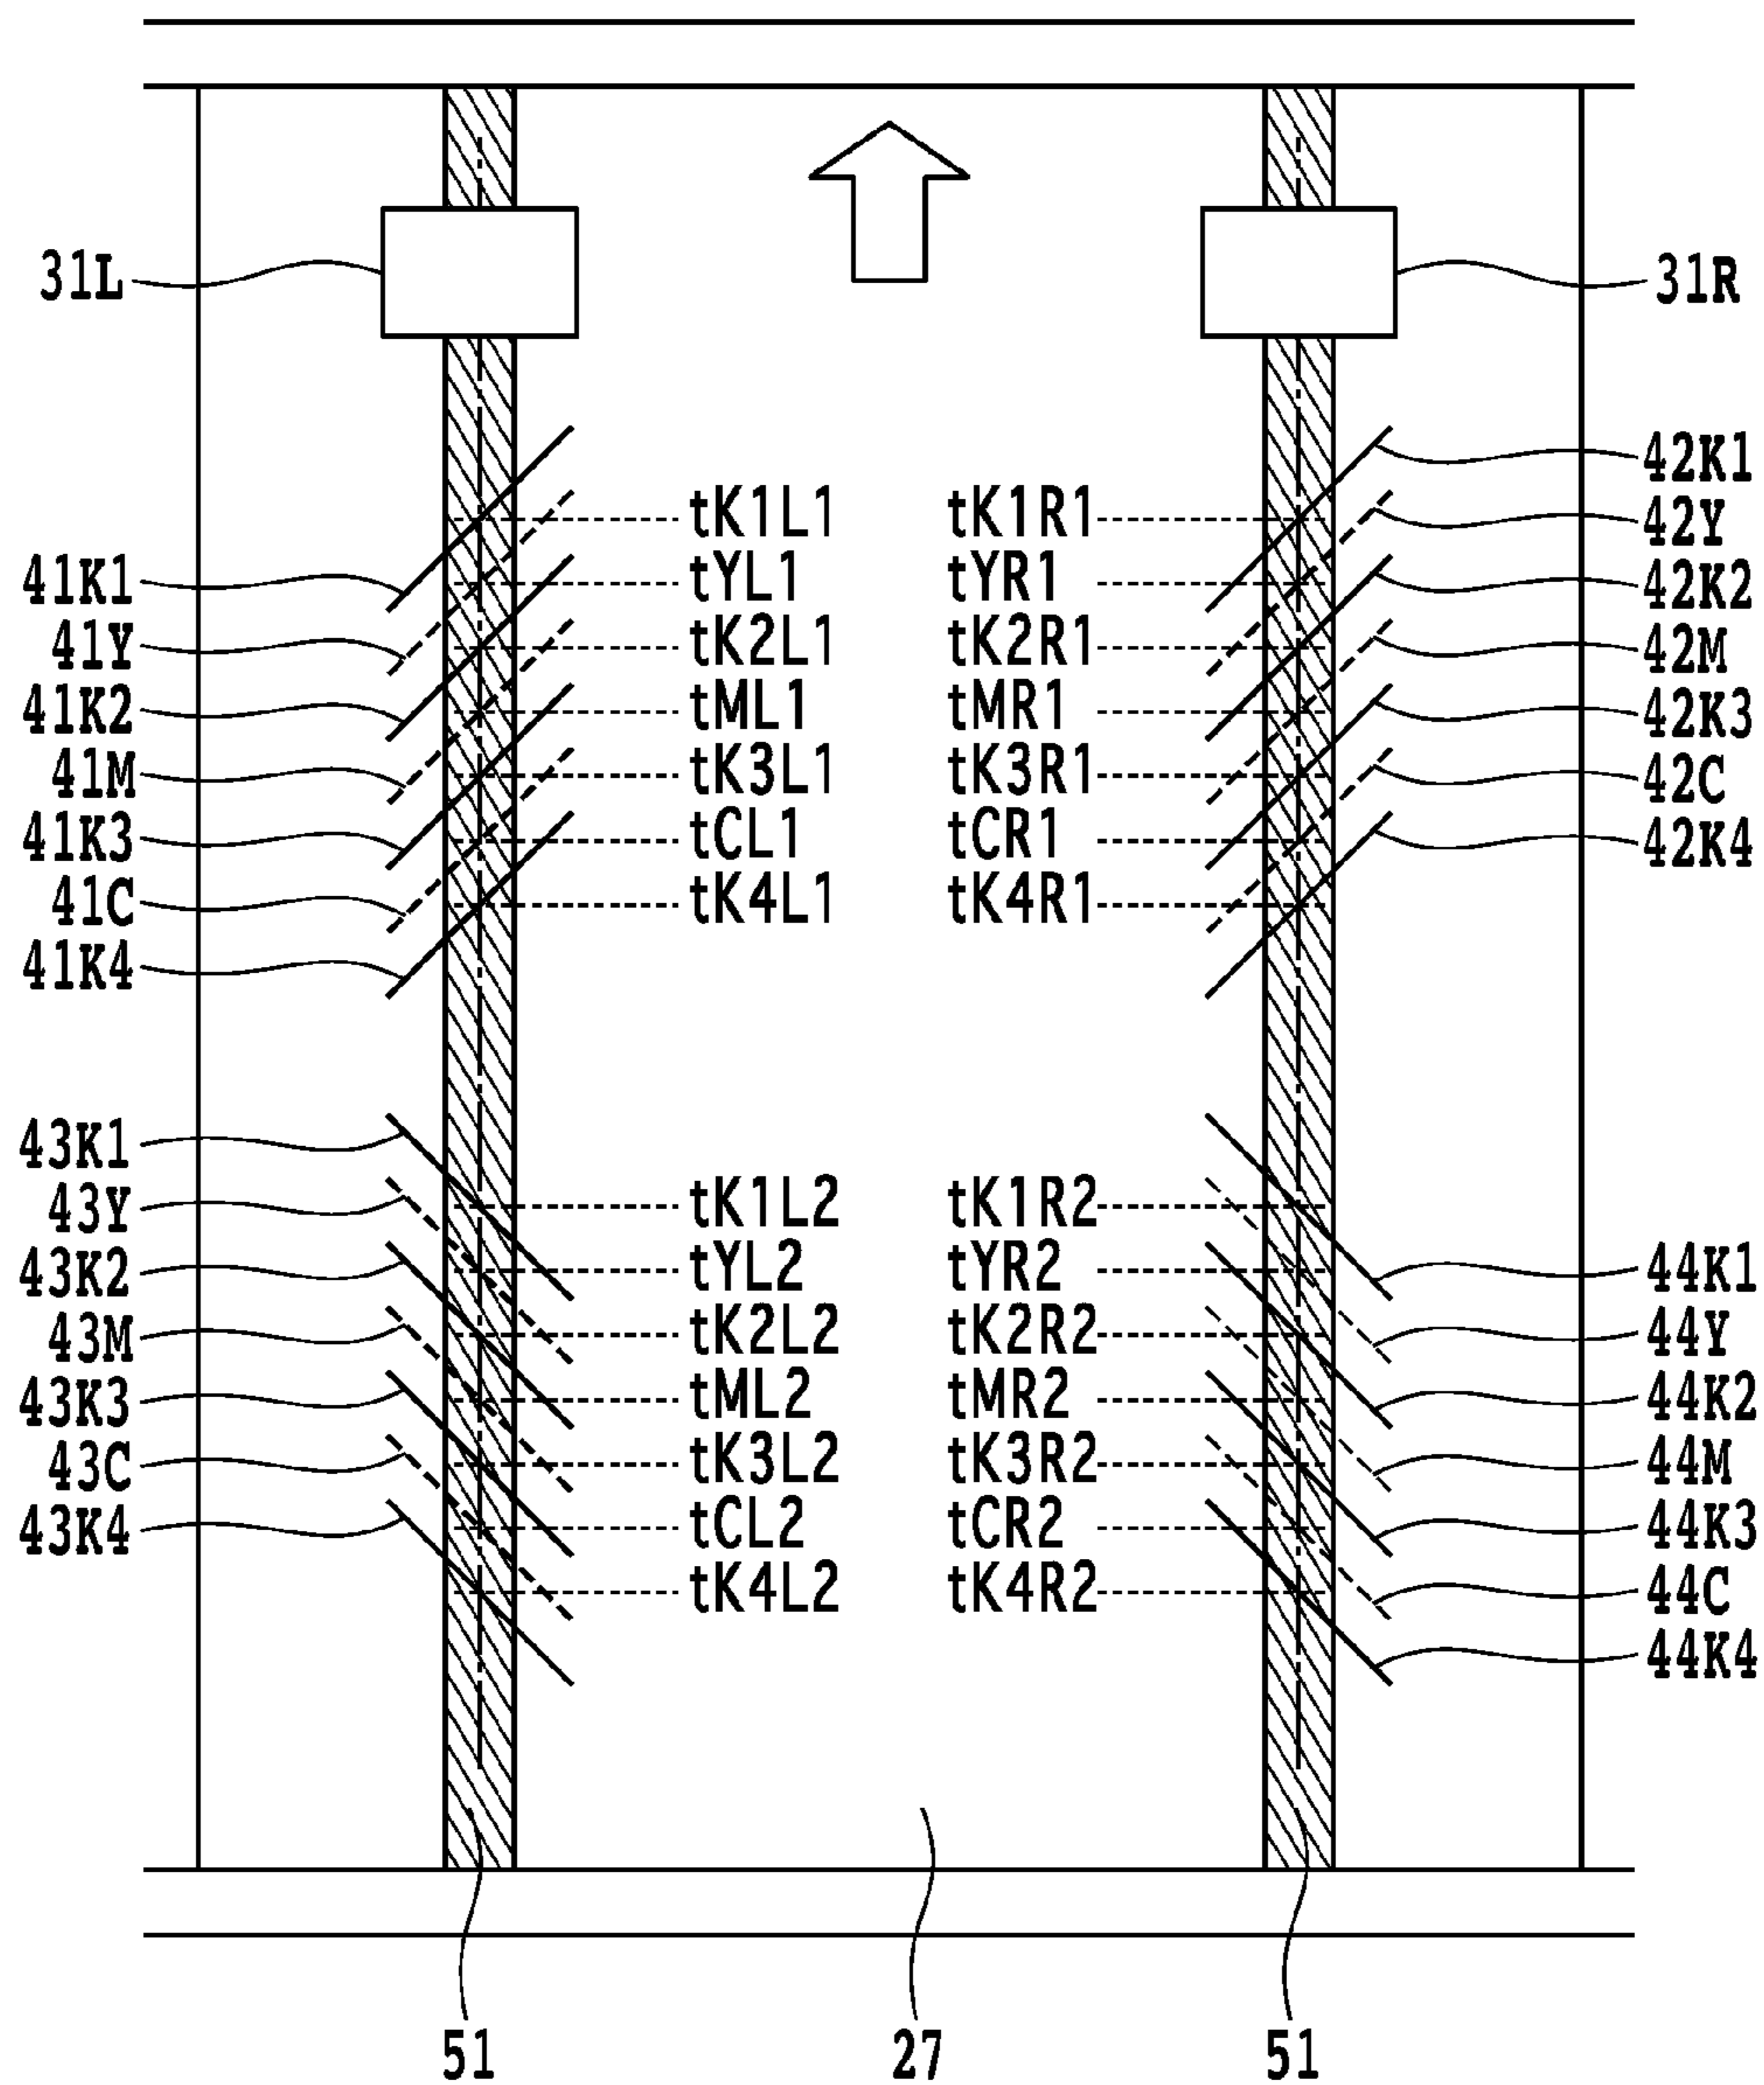 31L
31R
42K1
tK1L1 tK1R1
42Y
41K1
tYL1 tYR1
42K2
41Y
tK2L1 tK2R1
42M
41K2
tML1 tMR1
42K3
41M
tK3L1 tK3R1
42C
41K3
tCL1 tCR1
42K4
41C
tK4L1 tK4R1
41K4
43K1
43Y
tK1L2 tK1R2
43K2
tYL2 tYR2
44K1
43M
tK2L2 tK2R2
44Y
43K3
tML2 tMR2
44K2
43C
tK3L2 tK3R2
44M
43K4
tCL2 tCR2
44K3
tK4L2 tK4R2
44C
44K4
51 27 51